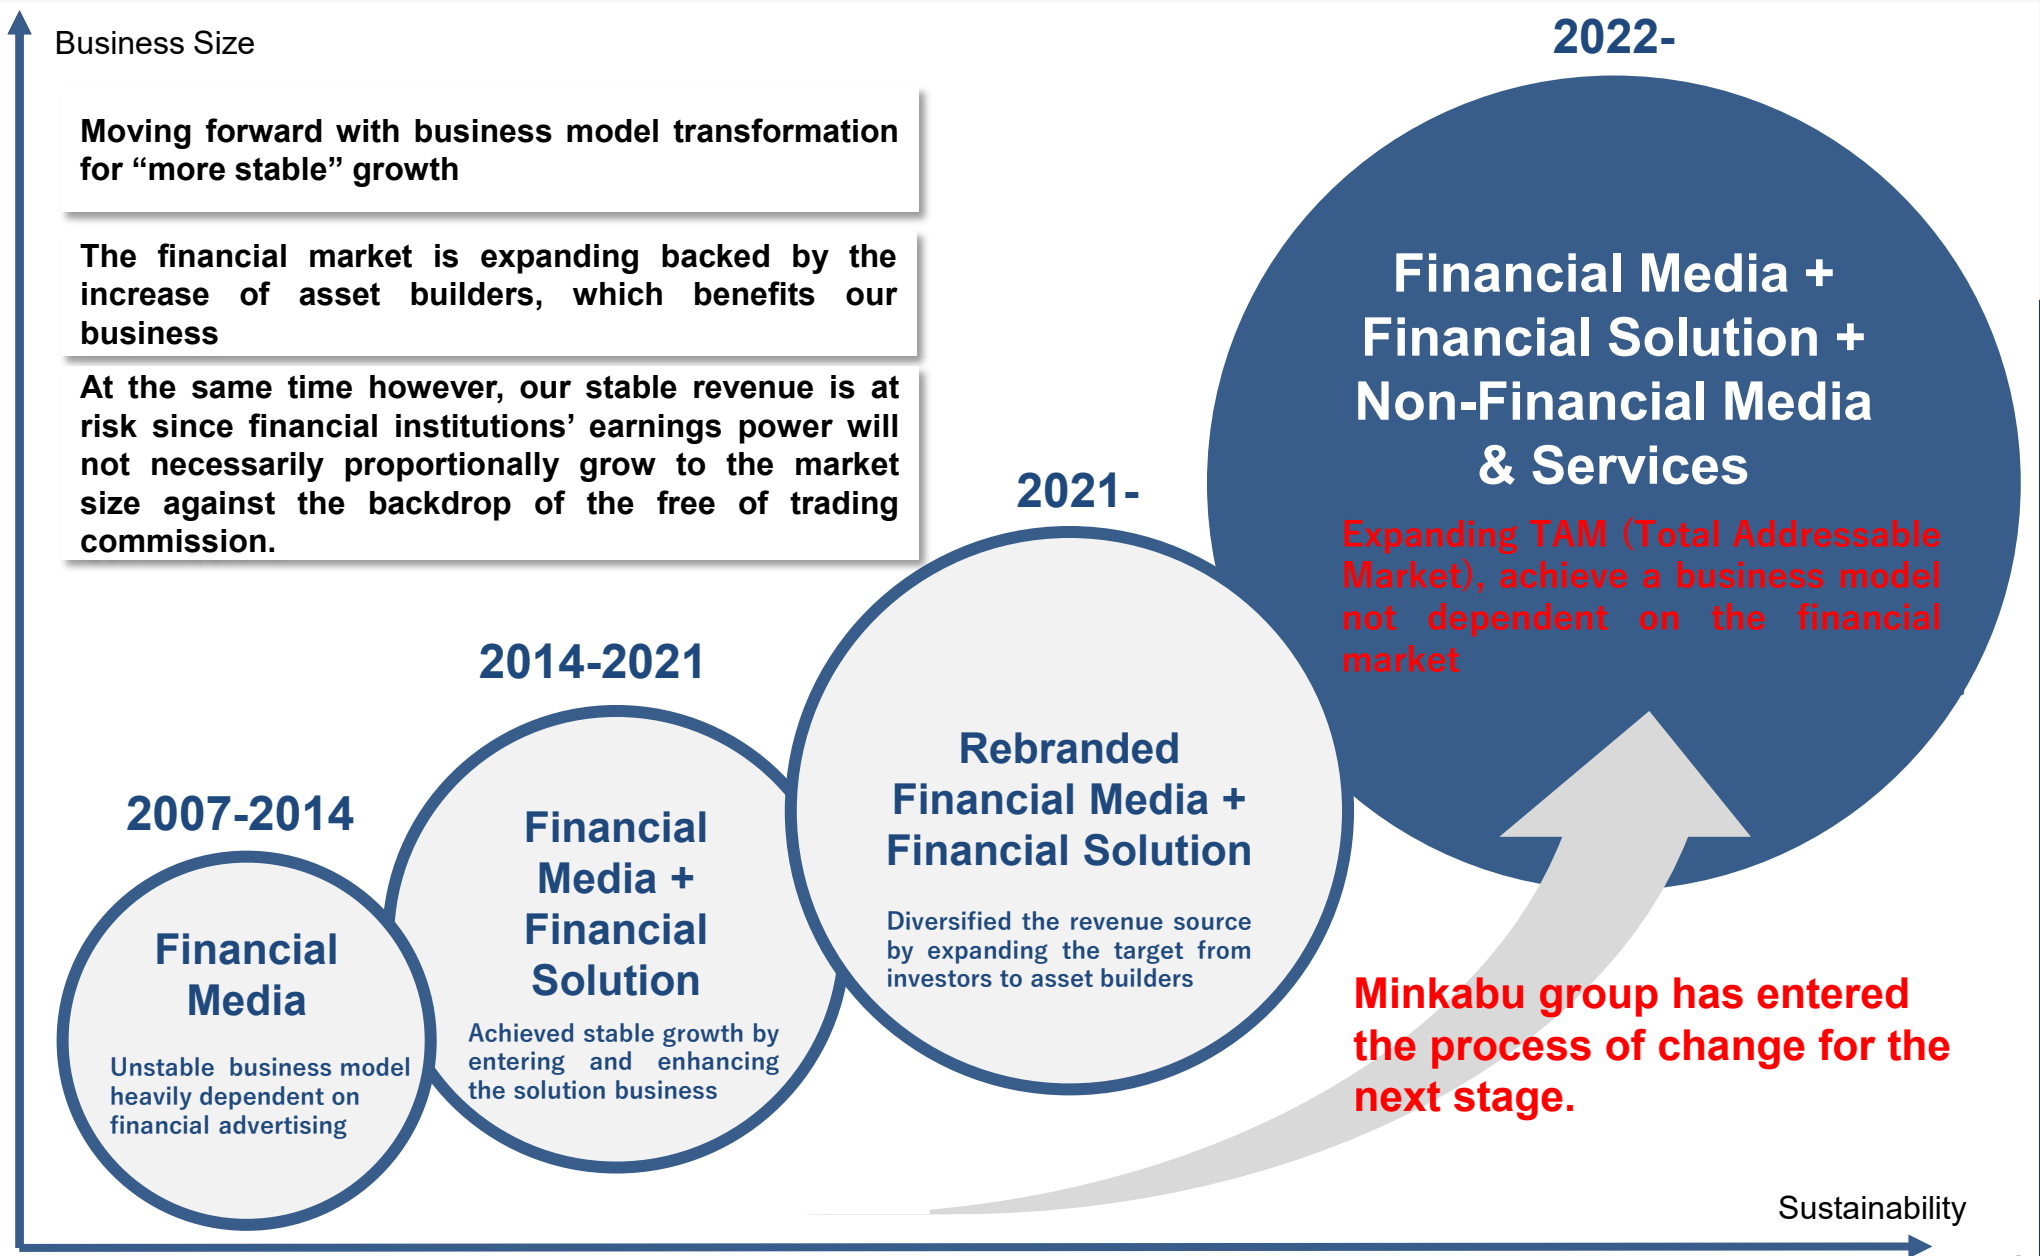 Business Size
2022-
Moving forward with business model transformation
for “more stable” growth
The financial market is expanding backed by the
increase of asset builders, which benefits our
business
At the same time however, our stable revenue is at
risk since financial institutions’ earnings power will
not necessarily proportionally grow to the market
size against the backdrop of the free of trading
commission.
Financial Media +
Financial Solution +
Non-Financial Media
& Services
Expanding TAM (Total Addressable
Market), achieve a business model
not dependent on the financial
market
2021-
Rebranded
Financial Media +
Financial Solution
Diversified the revenue source
by expanding the target from
investors to asset builders
2014-2021
Financial
Media +
Financial
Solution
Achieved stable growth by
entering and enhancing
the solution business
2007-2014
Financial
Media
Unstable business model
heavily dependent on
financial advertising
Minkabu group has entered
the process of change for the
next stage.
Sustainability